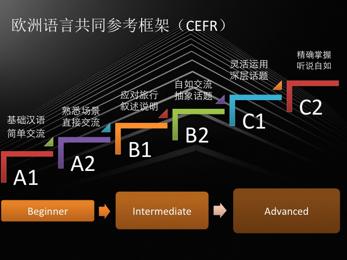 欧洲语言共同参考框架（CEFR）
基础汉语
简单交流
A1
熟悉场景
直接交流
A2
应对旅行
叙述说明
B1
自如交流
抽象话题
B2
灵活运用
深层话题
C1
精确掌握
听说自如
C2
Beginner
Intermediate
Advanced